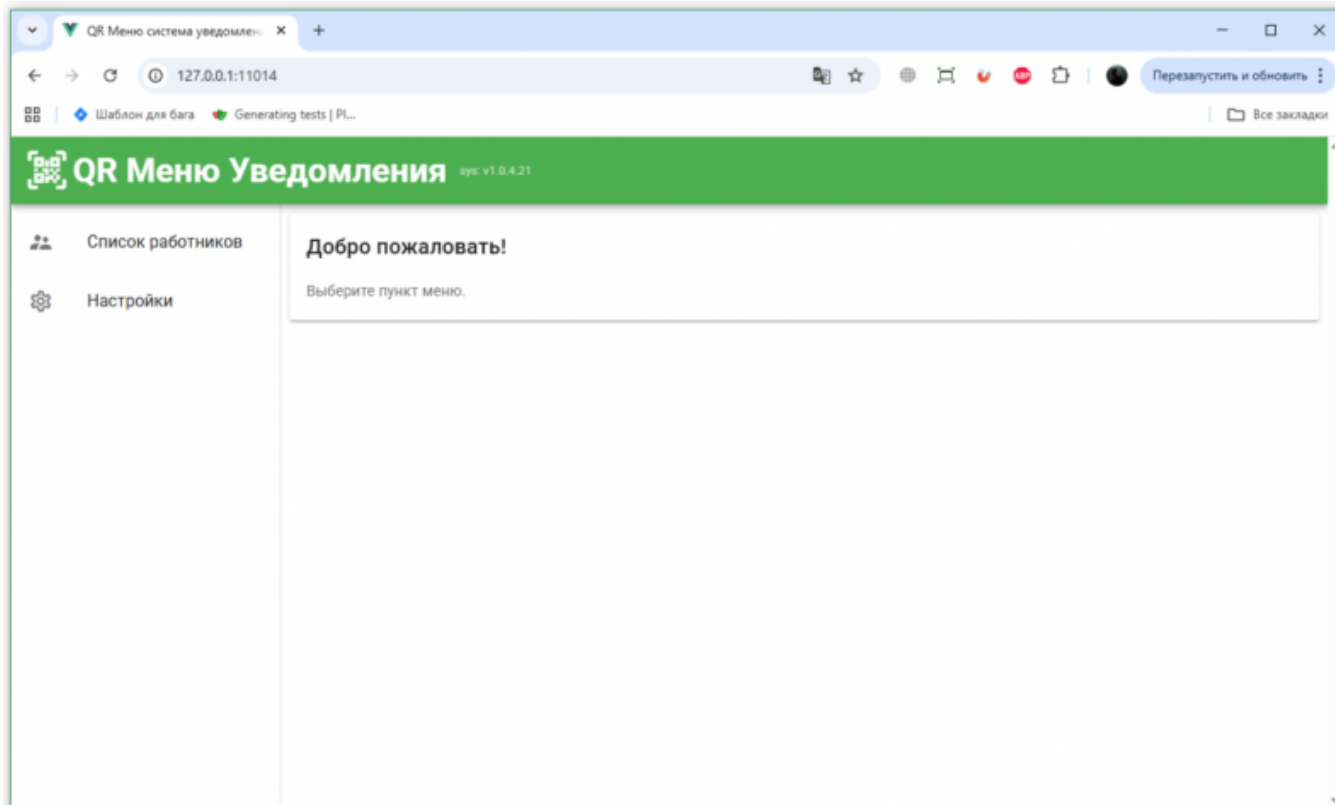 QR Меню система уведомлен
127.0.0.1:11014
ABP
Перезапустить и обновить
Шаблон для бага
Generating tests | Pl...
Все закладки
QR Меню Уведомления sys: v1.0.4.21
Список работников
Добро пожаловать!
Настройки
Выберите пункт меню.